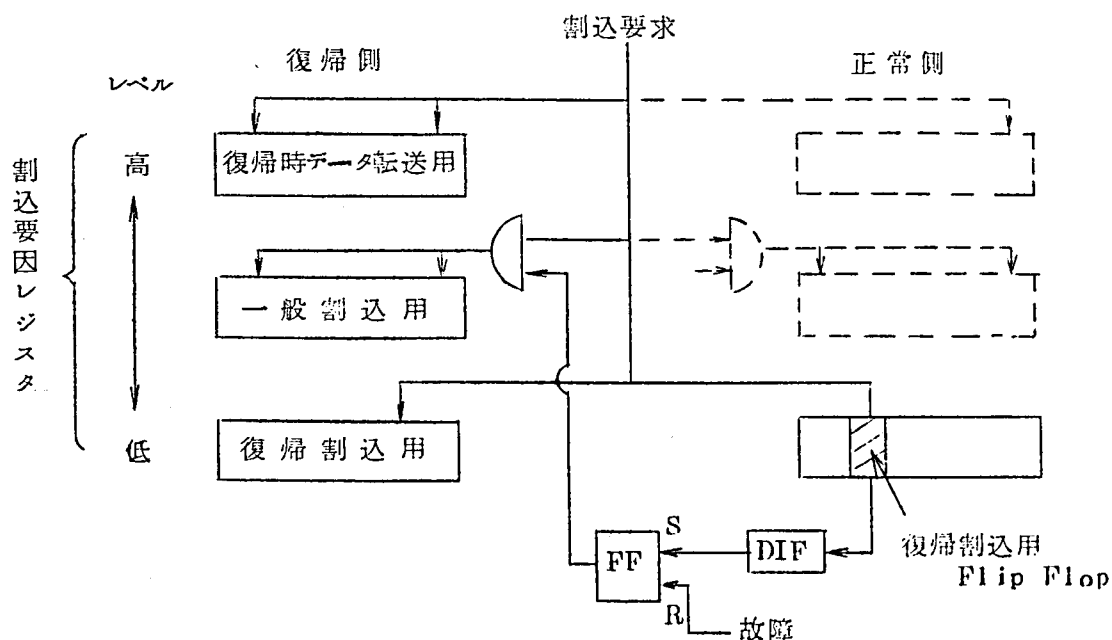 割込要求
復帰側
正常側
レベル
割込要因レジスタ
高
低
復帰時データ転送用
一般割込用
復帰割込用
S
FF
DIF
R
故障
復帰割込用
Flip Flop